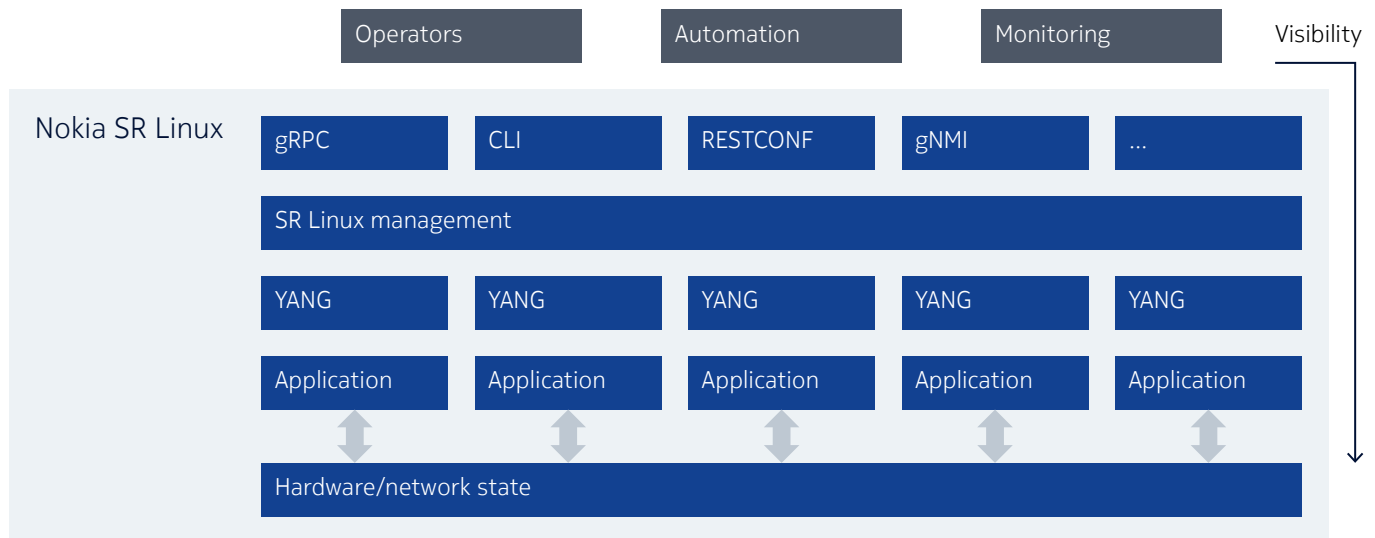 Operators
Automation
Monitoring
Visibility
Nokia SR Linux
gRPC
CLI
RESTCONF
gNMI
...
SR Linux management
YANG
YANG
YANG
YANG
YANG
Application
Application
Application
Application
Application
Hardware/network state